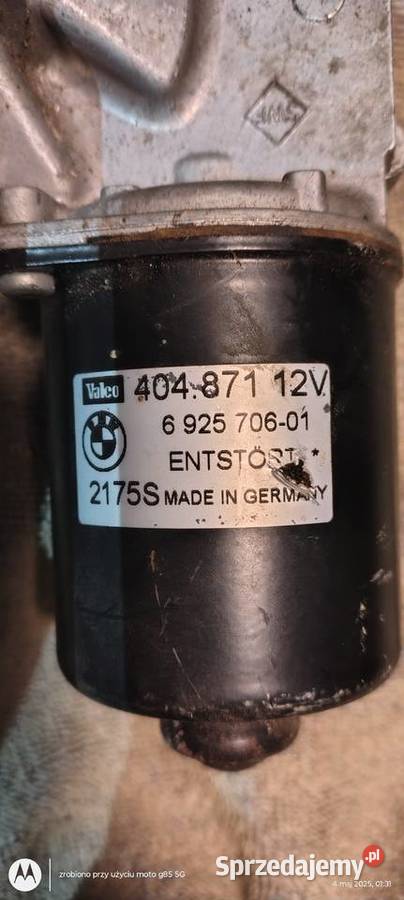 Valeo 404.871 12V
6 925 706-01
ENTSTÖRT *
2175S MADE IN GERMANY
zrobiono przy użyciu moto g85 5G
Sprzedajemy.pl
4 maj 2025, 01:31